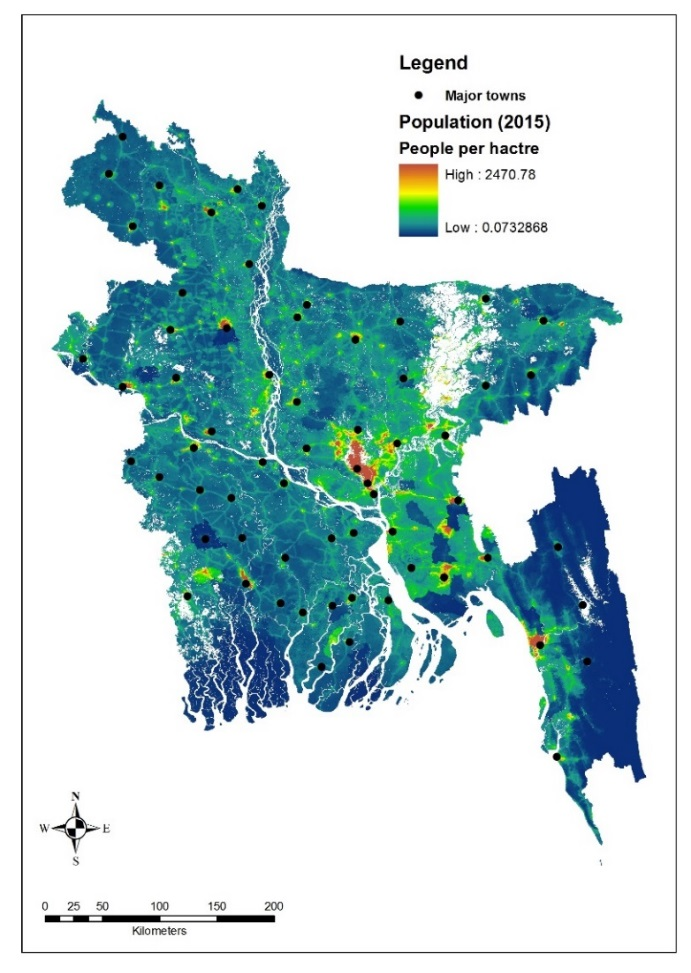 Legend
Major towns
Population (2015)
People per hactre
High : 2470.78
Low : 0.0732868
N
W E
S
0 25 50 100 150 200
Kilometers